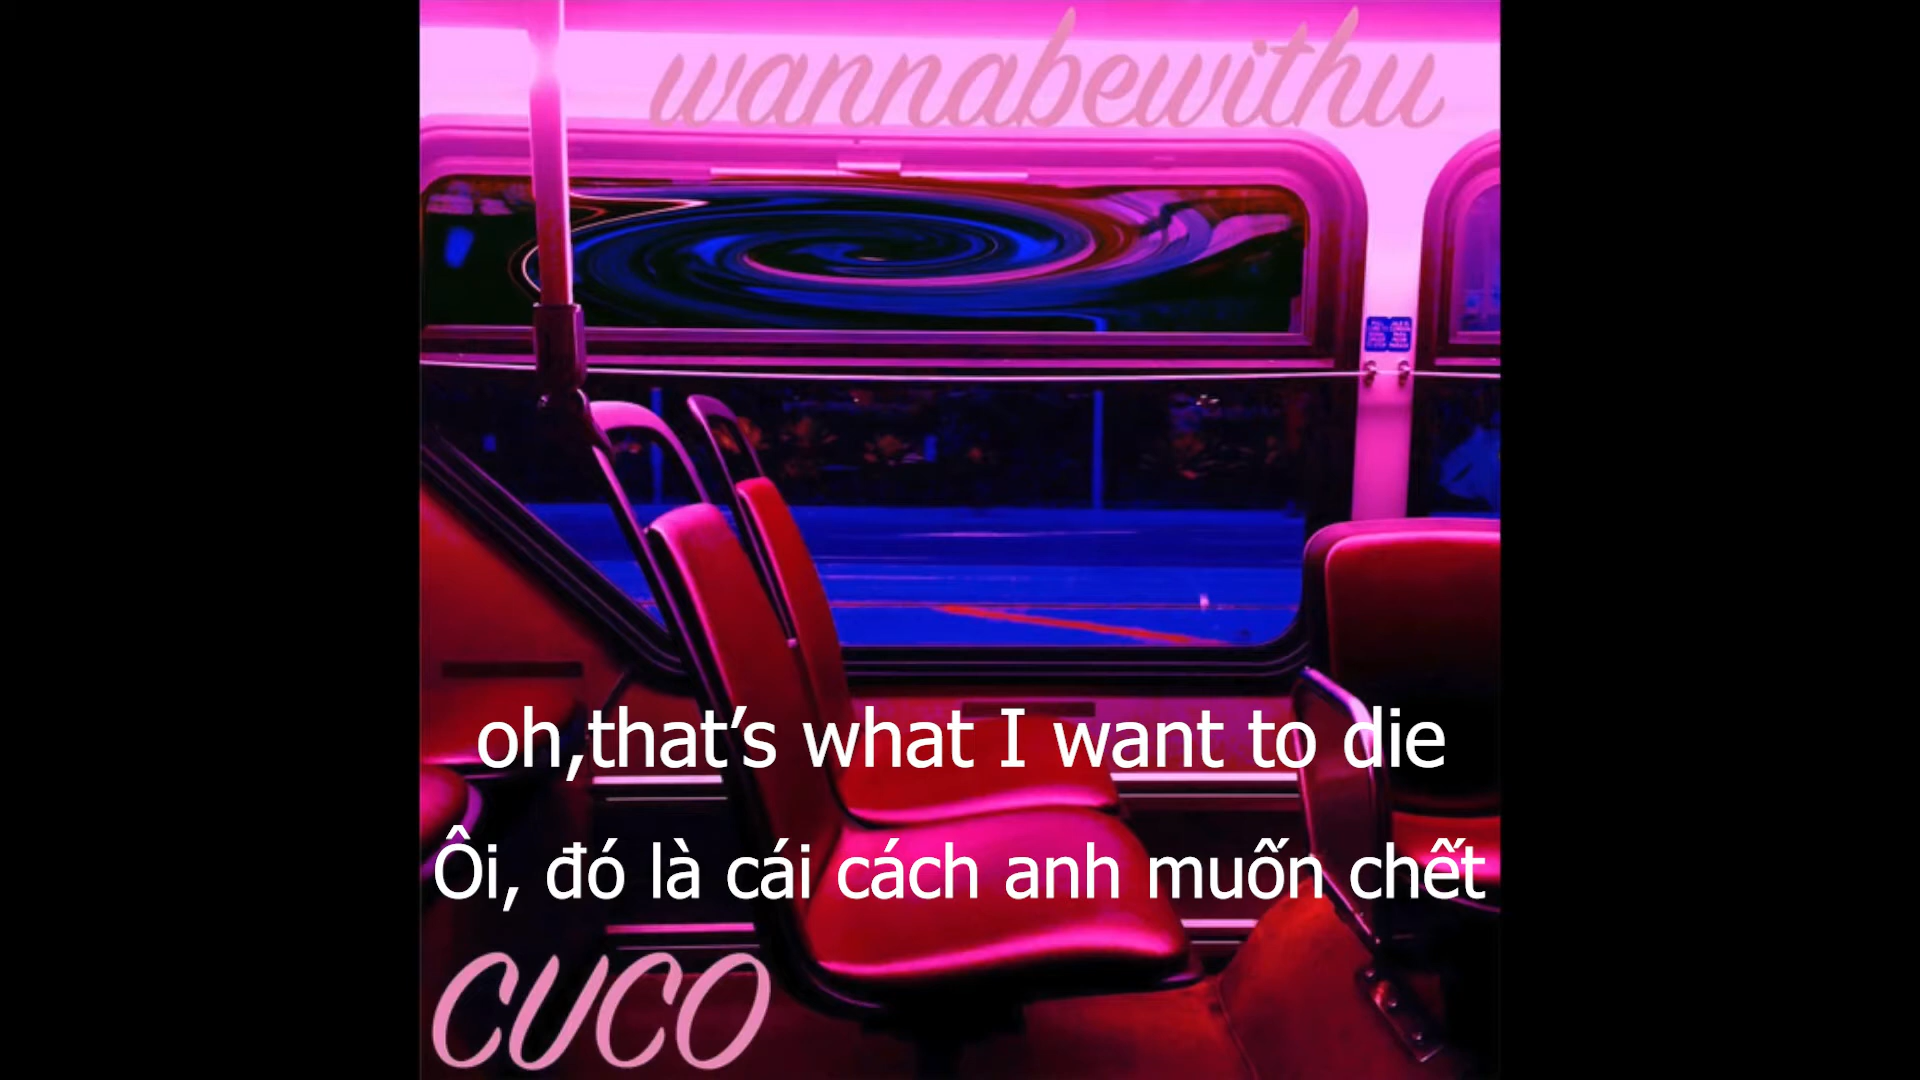 wannabewithu
oh,that’s what I want to die
Ôi, đó là cái cách anh muốn chết
CUCO